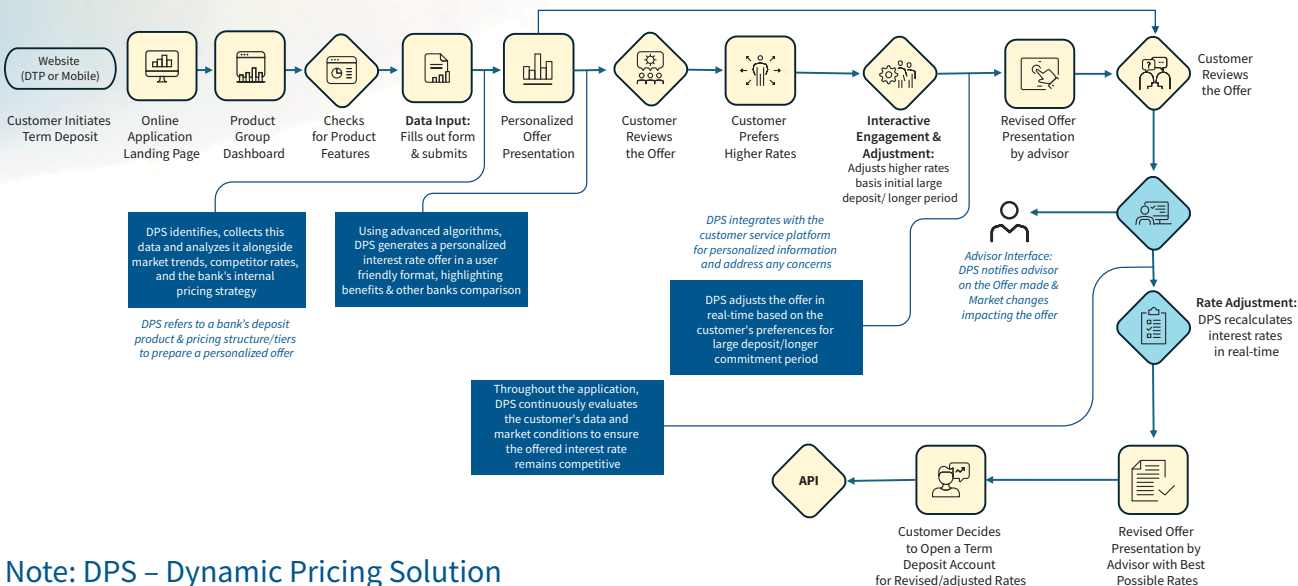 Website
(DTP or Mobile)
Customer Initiates
Term Deposit
Online
Application
Landing Page
Product
Group
Dashboard
Checks
for Product
Features
Data Input:
Fills out form
& submits
Personalized
Offer
Presentation
Customer
Reviews
the Offer
Customer
Prefers
Higher Rates
Interactive
Engagement &
Adjustment:
Adjusts higher rates
basis initial large
deposit/ longer period
Revised Offer
Presentation
by advisor
Customer
Reviews
the Offer
DPS identifies, collects this
data and analyzes it alongside
market trends, competitor rates,
and the bank's internal
pricing strategy
DPS refers to a bank's deposit
product & pricing structure/tiers
to prepare a personalized offer
Using advanced algorithms,
DPS generates a personalized
interest rate offer in a user
friendly format, highlighting
benefits & other banks comparison
DPS integrates with the
customer service platform
for personalized information
and address any concerns
DPS adjusts the offer in
real-time based on the
customer's preferences for
large deposit/longer
commitment period
Advisor Interface:
DPS notifies advisor
on the Offer made &
Market changes
impacting the offer
Rate Adjustment:
DPS recalculates
interest rates
in real-time
Throughout the application,
DPS continuously evaluates
the customer's data and
market conditions to ensure
the offered interest rate
remains competitive
API
Customer Decides
to Open a Term
Deposit Account
for Revised/adjusted Rates
Revised Offer
Presentation by
Advisor with Best
Possible Rates
Note: DPS – Dynamic Pricing Solution